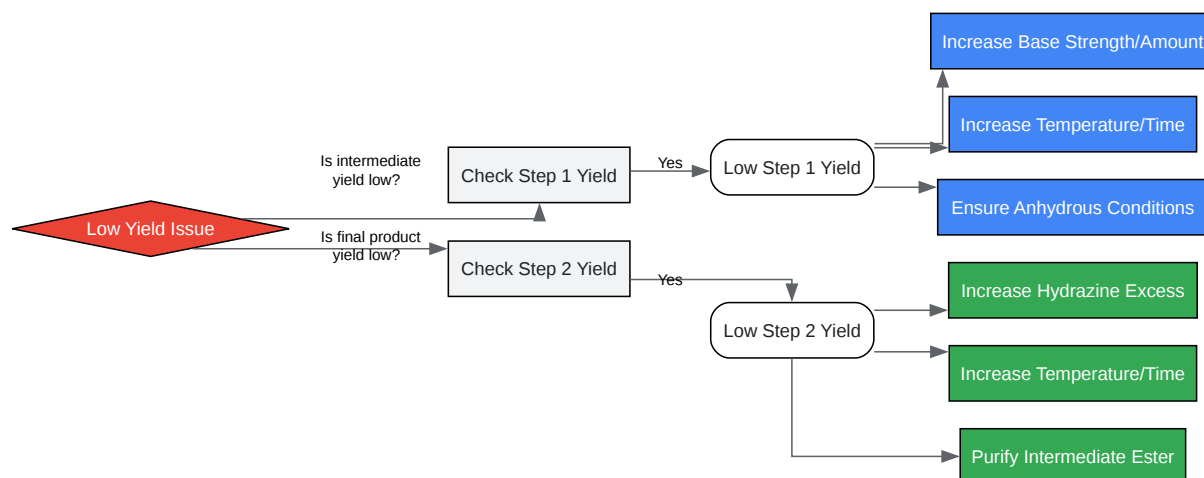 Increase Base Strength/Amount
Increase Temperature/Time
Is intermediate
yield low?
Check Step 1 Yield
Yes
Low Step 1 Yield
Ensure Anhydrous Conditions
Low Yield Issue
Is final product
yield low?
Check Step 2 Yield
Yes
Low Step 2 Yield
Increase Hydrazine Excess
Increase Temperature/Time
Purify Intermediate Ester